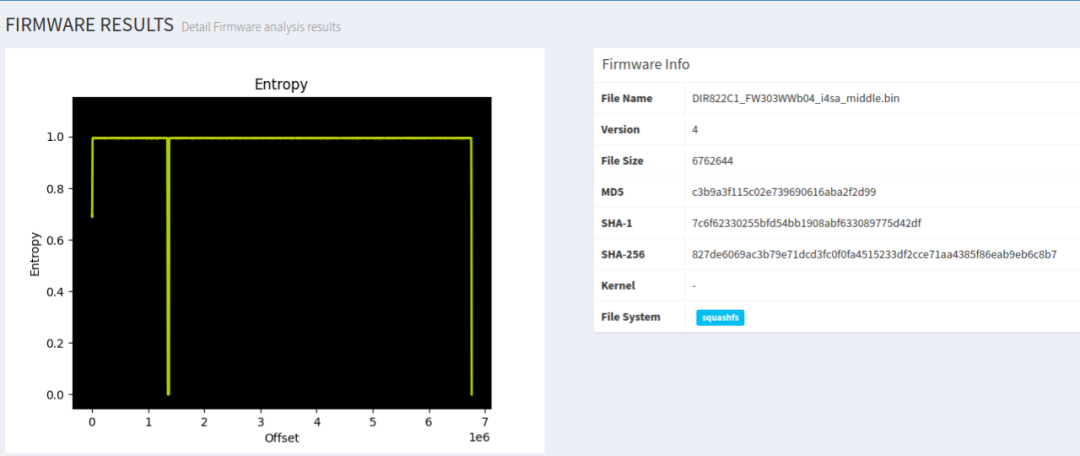 FIRMWARE RESULTS Detail Firmware analysis results
Entropy
1.0
0.8
0.6
0.4
0.2
0.0
Entropy
0 1 2 3 4 5 6 7
1e6
Offset
Firmware Info
File Name DIR822C1_FW303WWb04_i4sa_middle.bin
Version 4
File Size 6762644
MD5 c3b9a3f115c02e739690616aba2f2d99
SHA-1 7c6f62330255bfd54bb1908abf633089775d42df
SHA-256 827de6069ac3b79e71dcd3fc0f0fa4515233df2cce71aa4385f86eab9eb6c8b7
Kernel -
File System squashfs